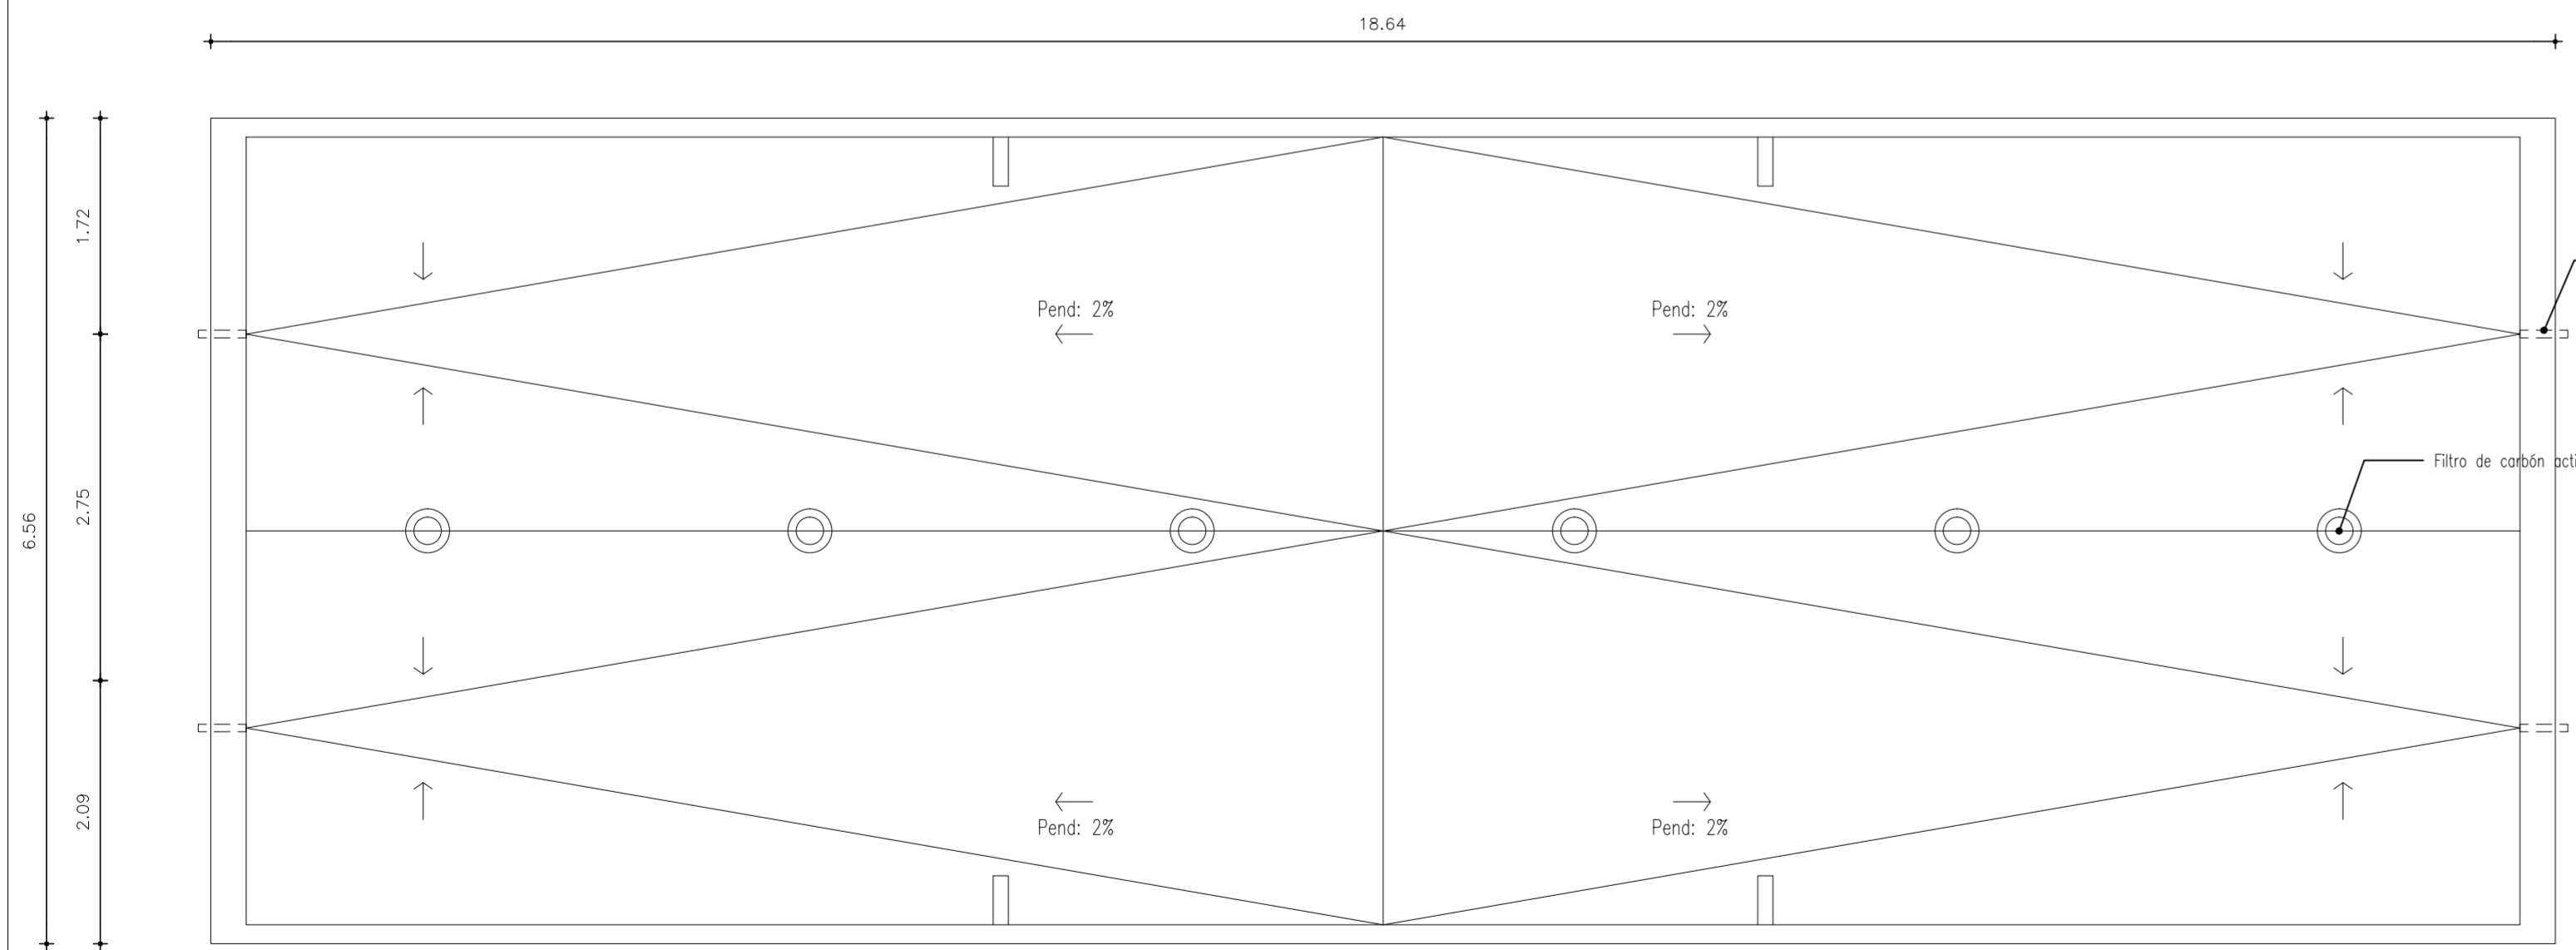 18.64
1.72
Pend: 2%
Pend: 2%
Filtro de carbón
2.75
6.56
2.09
Pend: 2%
Pend: 2%